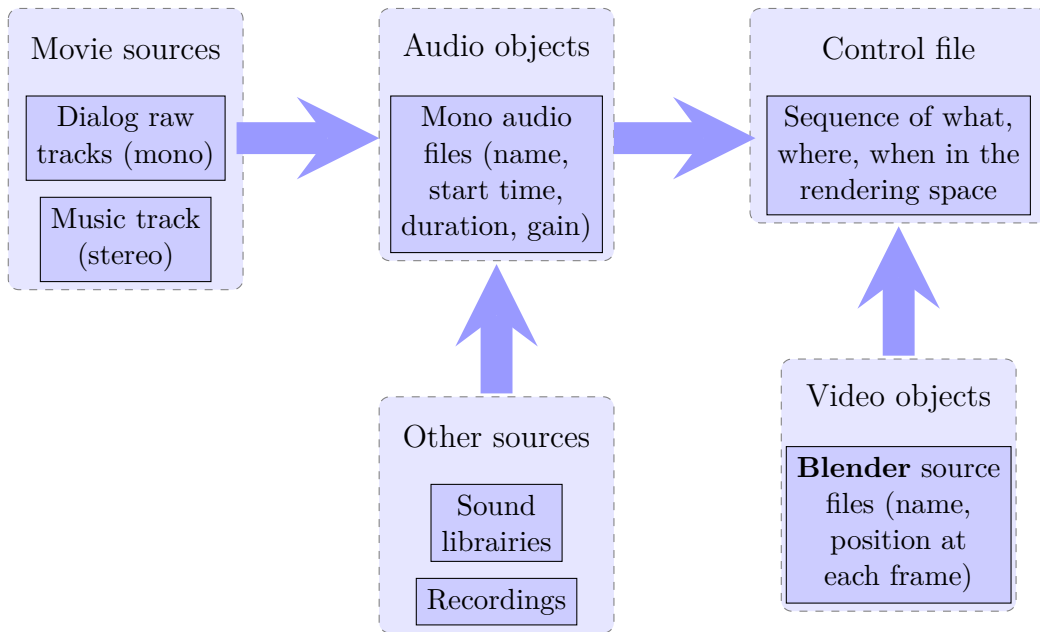 Movie sources
Dialog raw
tracks (mono)
Music track
(stereo)
Audio objects
Mono audio
files (name,
start time,
duration, gain)
Control file
Sequence of what,
where, when in the
rendering space
Other sources
Sound
librairies
Recordings
Video objects
Blender source
files (name,
position at
each frame)